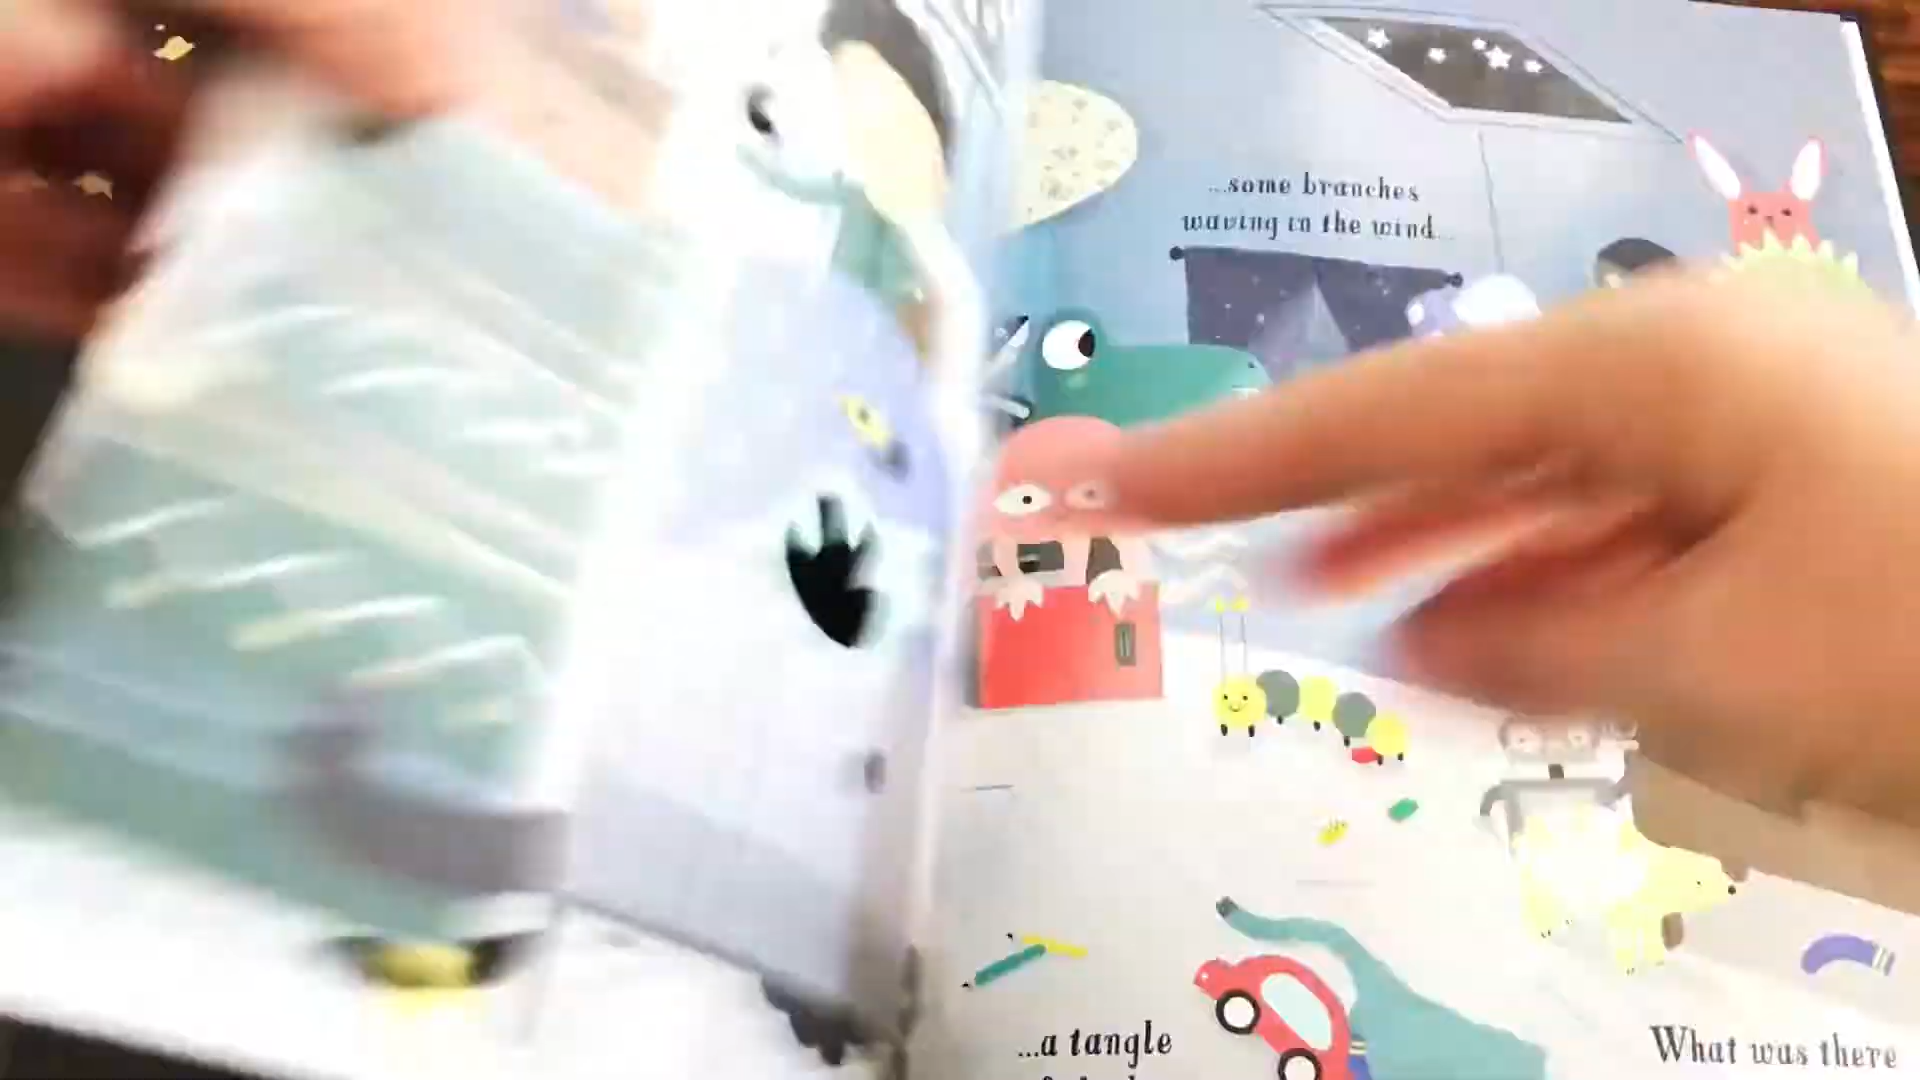 ...some branches
waving in the wind...
...a tangle
What was there